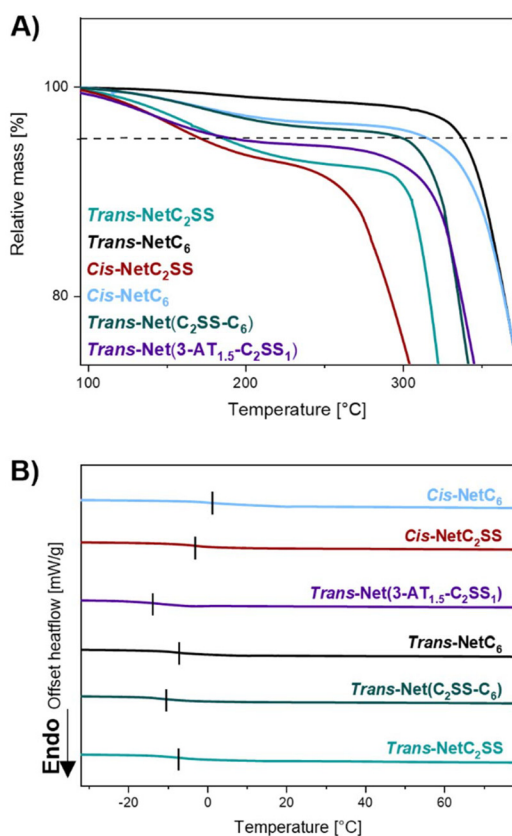 A)
100
80
Relative mass [%]
Trans-NetC₂SS
Trans-NetC₆
Cis-NetC₂SS
Cis-NetC₆
Trans-Net(C₂SS-C₆)
Trans-Net(3-AT₁.₅-C₂SS₁)
100
200
300
Temperature [°C]
B)
Endo
Offset heatflow [mW/g]
Cis-NetC₆
Cis-NetC₂SS
Trans-Net(3-AT₁.₅-C₂SS₁)
Trans-NetC₆
Trans-Net(C₂SS-C₆)
Trans-NetC₂SS
-20
0
20
40
60
Temperature [°C]